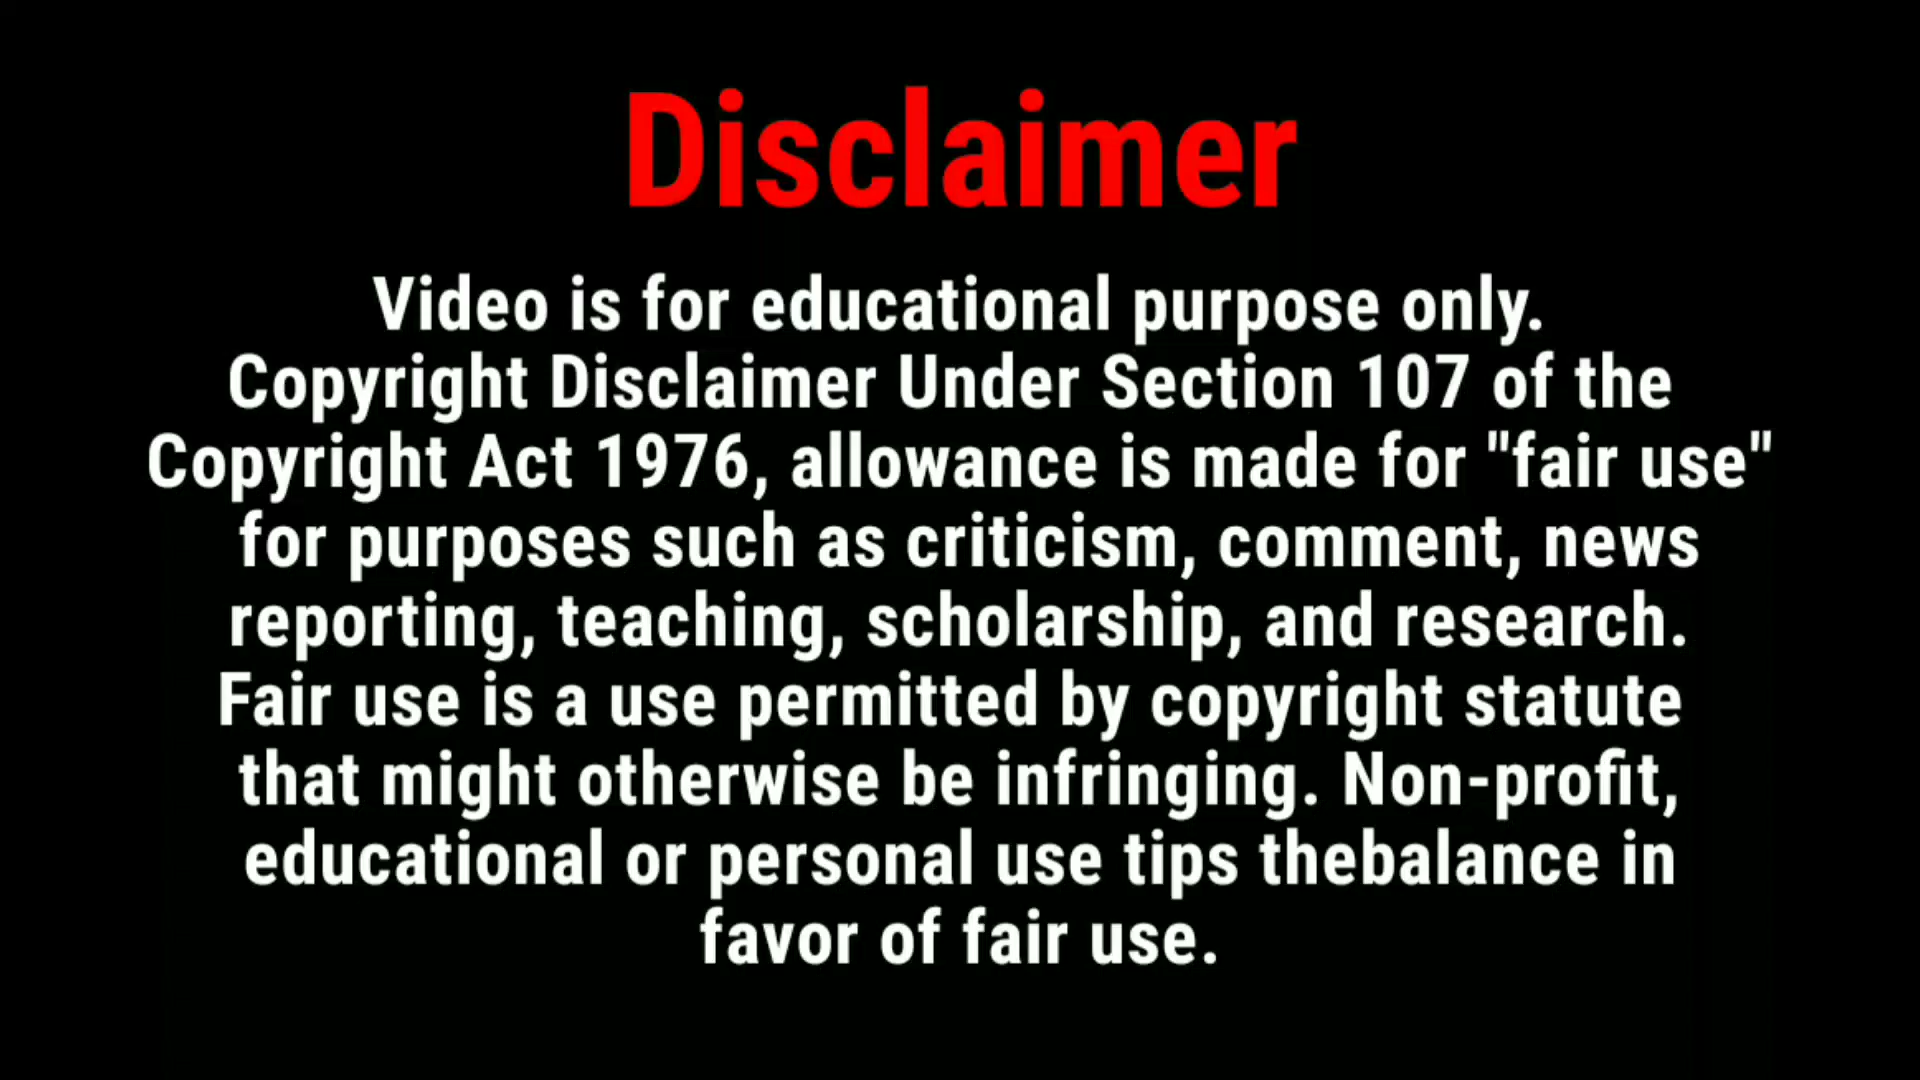 Disclaimer
Video is for educational purpose only.
Copyright Disclaimer Under Section 107 of the
Copyright Act 1976, allowance is made for "fair use"
for purposes such as criticism, comment, news
reporting, teaching, scholarship, and research.
Fair use is a use permitted by copyright statute
that might otherwise be infringing. Non-profit,
educational or personal use tips thebalance in
favor of fair use.